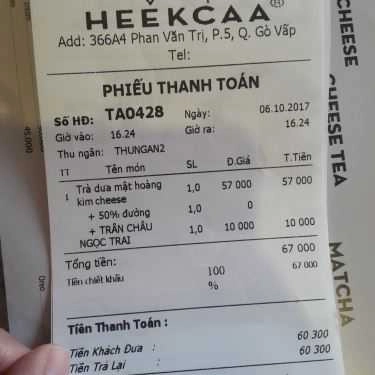 HEEKCAA ®
Add: 366A4 Phan Văn Trị, P.5, Q. Gò Vấp
Tel:
PHIẾU THANH TOÁN
Số HĐ: TA0428 Ngày: 06.10.2017
Giờ vào: 16.24 Giờ ra: 16.24
Thu ngân: THUNGAN2
TT Tên món SL Đ.Giá T.Tiên
1 Trà dưa mật hoàng 1,0 57 000 57 000
kim cheese
+ 50% đường 1,0 0
+ TRÂN CHÂU 1,0 10 000 10 000
NGỌC TRAI
Tổng tiền: 67 000
Tiền chiết khấu 100 67 000
%
Tiền Thanh Toán :
Tiền Khách Đưa : 60 300
Tiền Trả Lại : 60 300
CHEESE
CHEESE TEA
MATCHA
45.000
Oreo